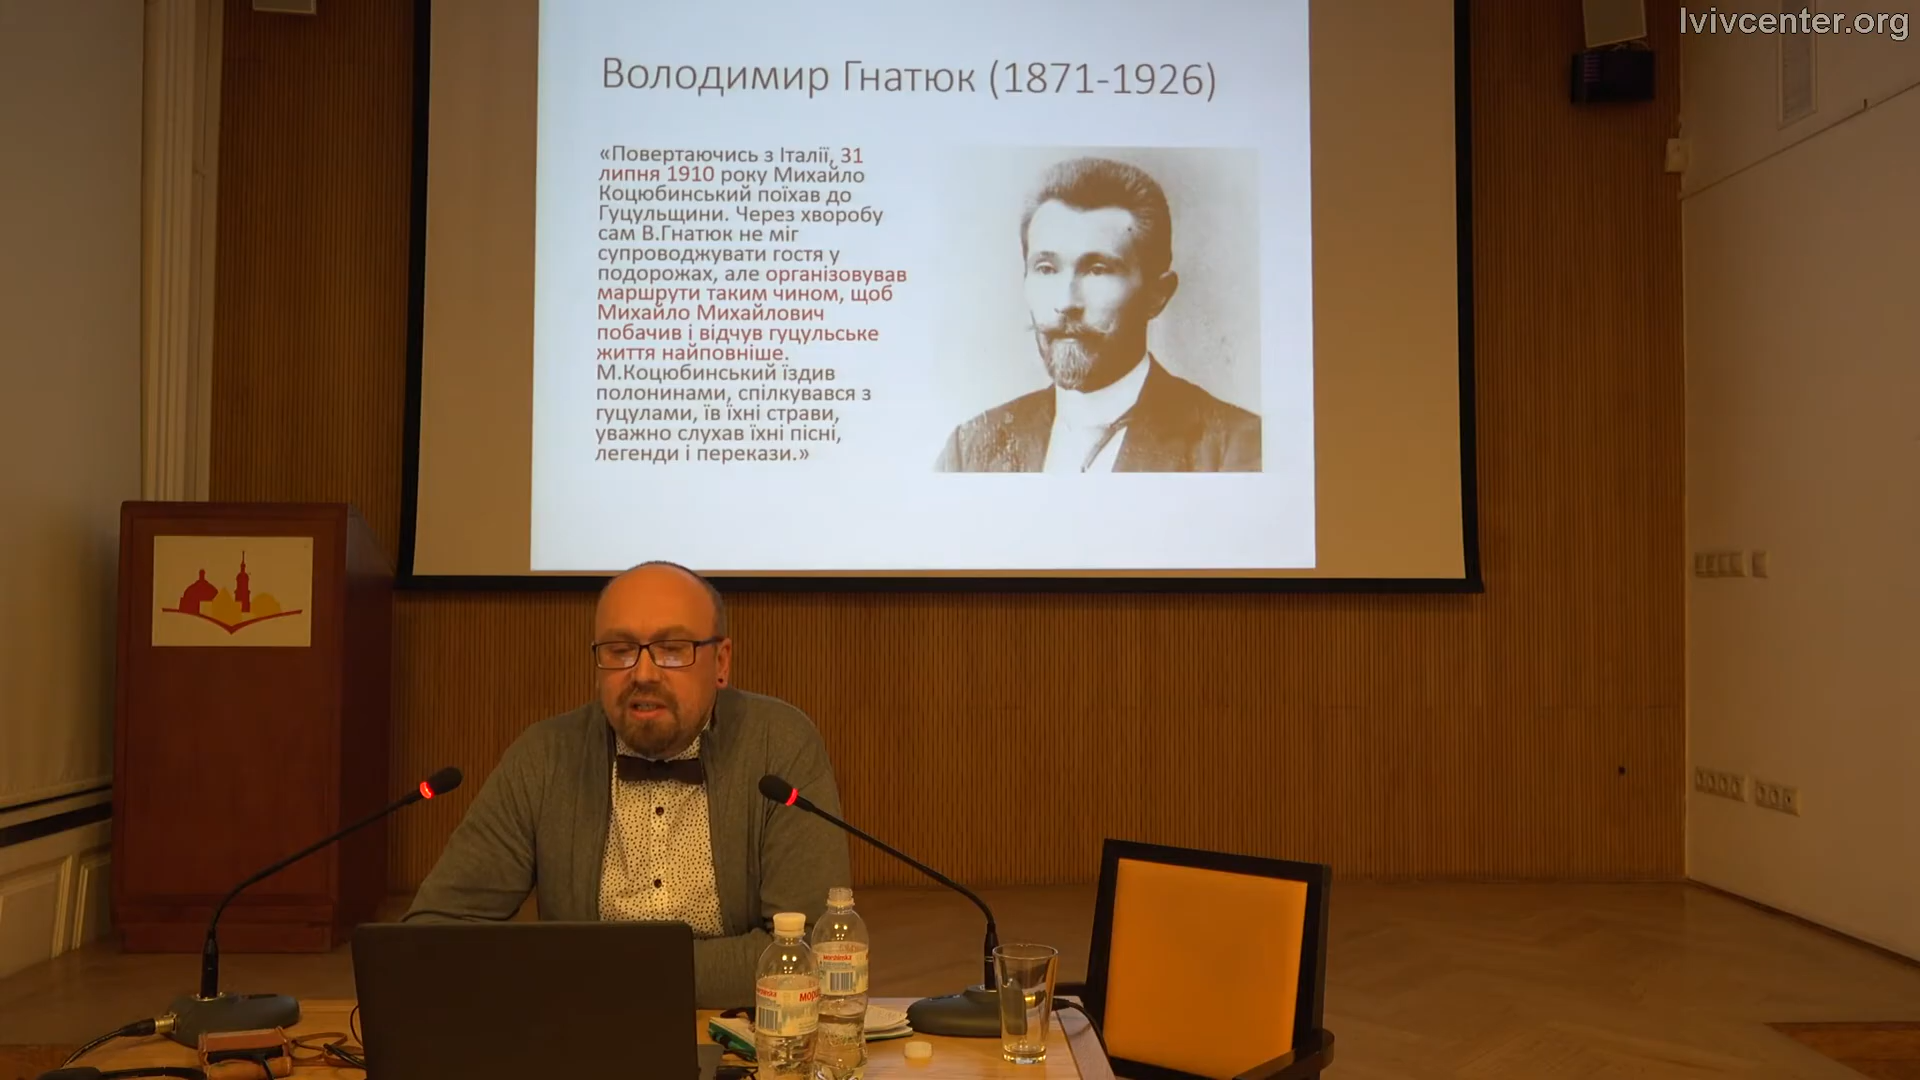 lvivcenter.org
Володимир Гнатюк (1871-1926)
«Повертаючись з Італії, 31
липня 1910 року Михайло
Коцюбинський поїхав до
Гуцульщини. Через хворобу
сам В.Гнатюк не міг
супроводжувати гостя у
подорожах, але організовував
маршрути таким чином, щоб
Михайло Михайлович
побачив і відчув гуцульське
життя найповніше.
М.Коцюбинський їздив
полонинами, спілкувався з
гуцулами, їв їхні страви,
уважно слухав їхні пісні,
легенди і перекази.»